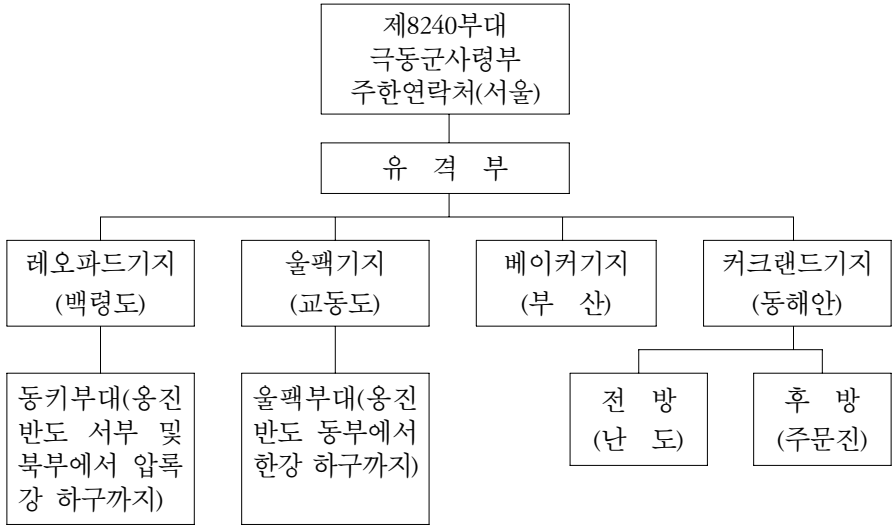 제8240부대
극동군사령부
주한연락처(서울)
유 격 부
레오파드기지
(백령도)
울팩기지
(교동도)
베이커기지
(부 산)
커크랜드기지
(동해안)
동키부대(옹진
반도 서부 및
북부에서 압록
강 하구까지)
울팩부대(옹진
반도 동부에서
한강 하구까지)
전 방
(난 도)
후 방
(주문진)